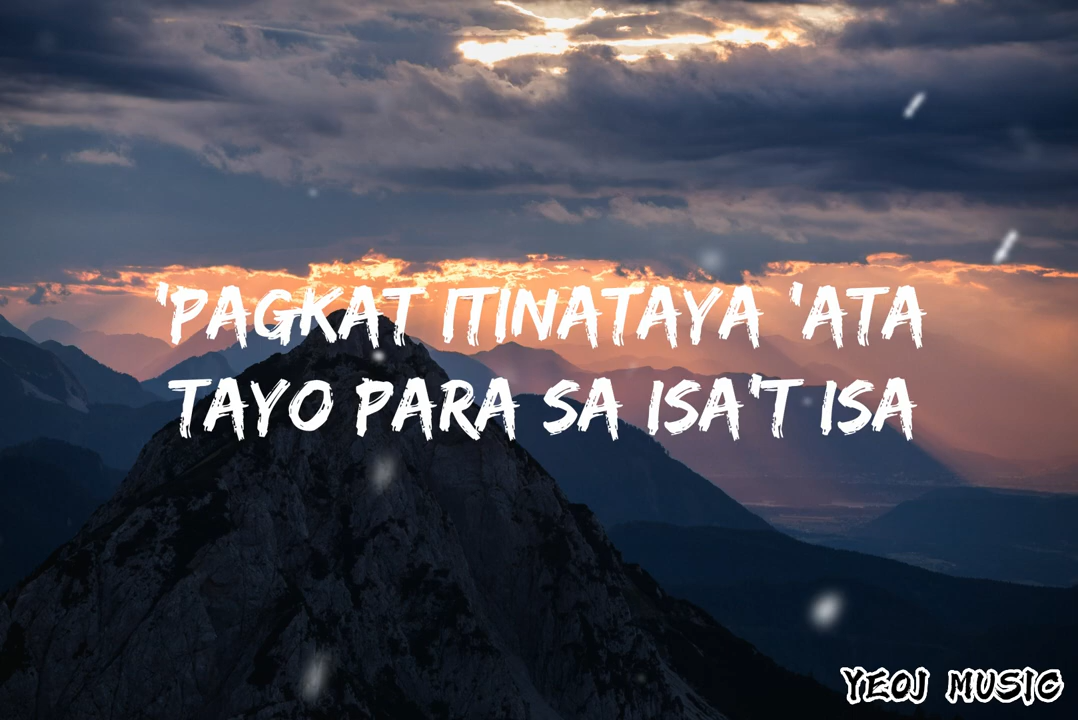 'PAGKAT ITINATAYA 'ATA
TAYO PARA SA ISA'T ISA
YEOJ MUSIC